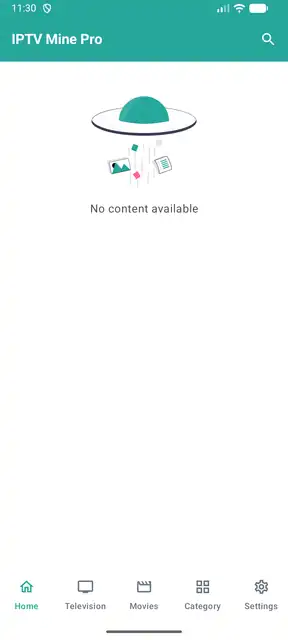 11:30
IPTV Mine Pro
No content available
Home
Television
Movies
Category
Settings